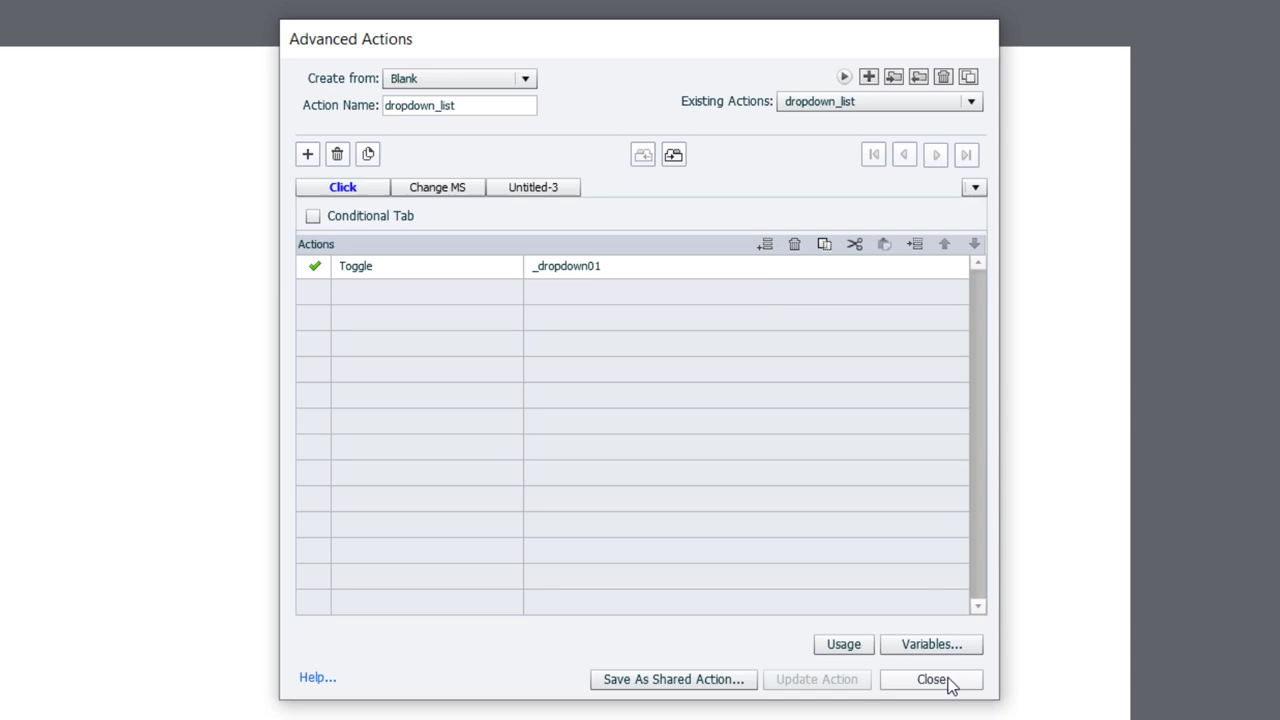 Advanced Actions
Create from: Blank
Action Name: dropdown_list
Existing Actions: dropdown_list
Click Change MS Untitled-3
Conditional Tab
Actions
Toggle _dropdown01
Usage Variables...
Help... Save As Shared Action... Update Action Close